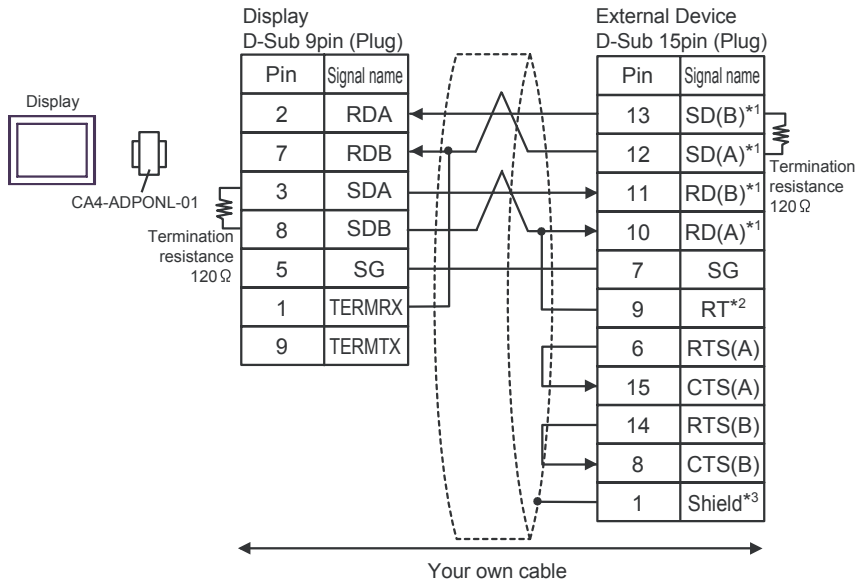 Display
D-Sub 9pin (Plug)
External Device
D-Sub 15pin (Plug)
Display
CA4-ADPONL-01
Termination
resistance
120Ω
Pin Signal name
2 RDA
7 RDB
3 SDA
8 SDB
5 SG
1 TERMRX
9 TERMTX
Pin Signal name
13 SD(B)*1
12 SD(A)*1
11 RD(B)*1
10 RD(A)*1
7 SG
9 RT*2
6 RTS(A)
15 CTS(A)
14 RTS(B)
8 CTS(B)
1 Shield*3
Termination
resistance
120Ω
Your own cable